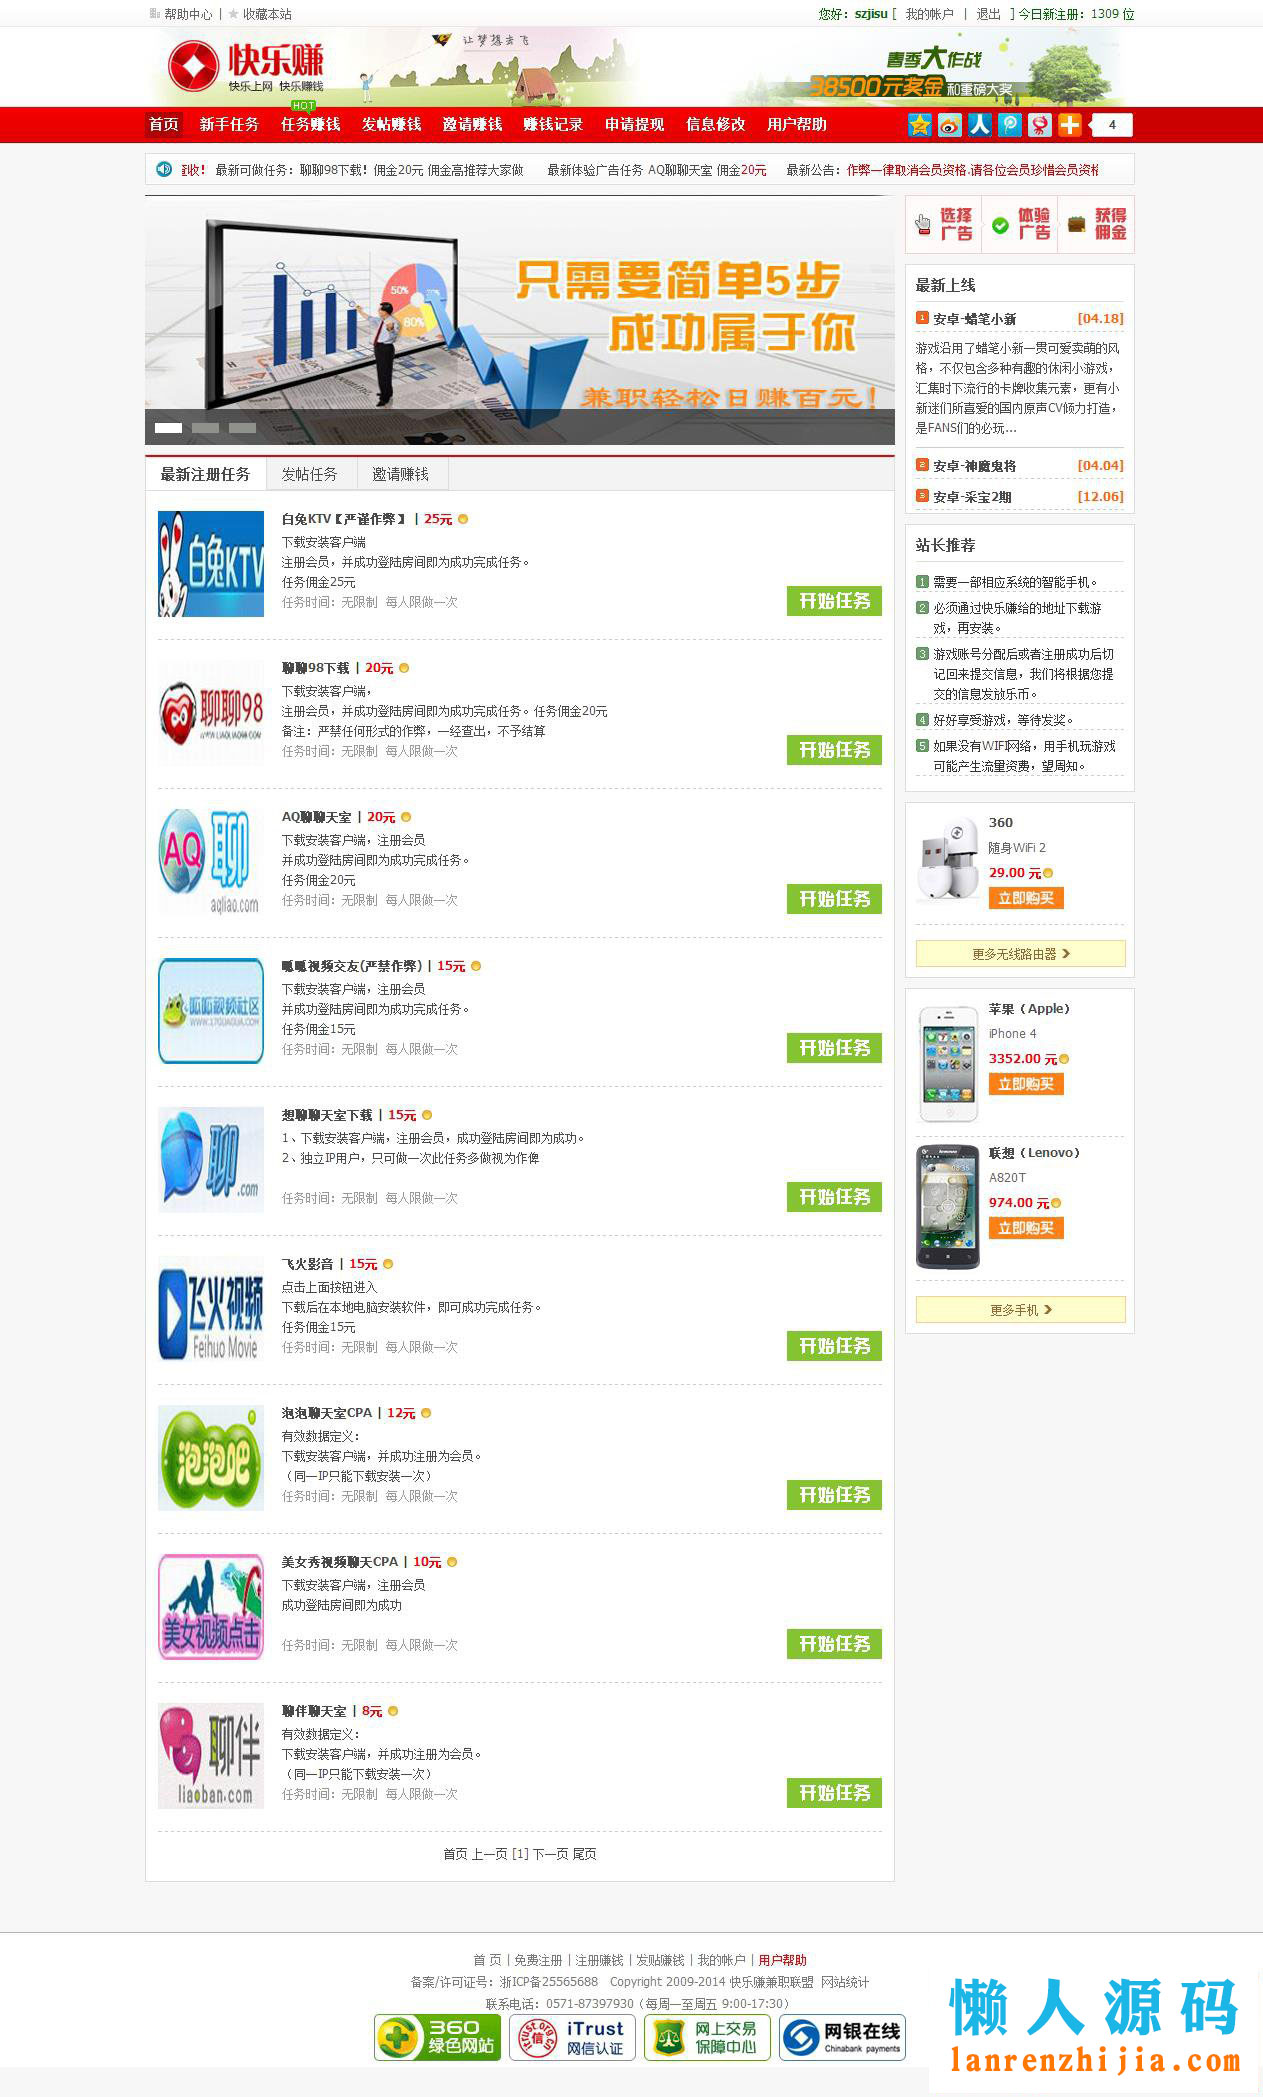 帮助中心 | 收藏本站
您好：szjisu [ 我的帐户 | 退出 ] 今日新注册：1309 位
快乐赚
快乐上网 快乐赚钱
让梦想去飞
春季大作战
38500元奖金和重磅大奖
HOT
首页 新手任务 任务赚钱 发帖赚钱 邀请赚钱 赚钱记录 申请提现 信息修改 用户帮助
4
最新可做任务：聊聊98下载！佣金20元 佣金高推荐大家做 最新体验广告任务 AQ聊聊天室 佣金20元 最新公告：作弊一律取消会员资格.请各位会员珍惜会员资格
50% 80%
只需要简单5步
成功属于你
兼职轻松日赚百元！
选择广告 体验广告 获得佣金
最新注册任务 发帖任务 邀请赚钱
白兔KTV
白兔KTV【严谨作弊】 | 25元
下载安装客户端
注册会员，并成功登陆房间即为成功完成任务。
任务佣金25元
任务时间：无限制 每人限做一次
开始任务
聊聊98
WWW.LIAOLIAO98.COM
聊聊98下载 | 20元
下载安装客户端，
注册会员，并成功登陆房间即为成功完成任务。任务佣金20元
备注：严禁任何形式的作弊，一经查出，不予结算
任务时间：无限制 每人限做一次
开始任务
AQ聊
aqliao.com
AQ聊聊天室 | 20元
下载安装客户端，注册会员
并成功登陆房间即为成功完成任务。
任务佣金20元
任务时间：无限制 每人限做一次
开始任务
呱呱视频社区
WWW.17GUAGUA.COM
呱呱视频交友(严禁作弊) | 15元
下载安装客户端，注册会员
并成功登陆房间即为成功完成任务。
任务佣金15元
任务时间：无限制 每人限做一次
开始任务
聊
.com
想聊聊天室下载 | 15元
1、下载安装客户端，注册会员，成功登陆房间即为成功。
2、独立IP用户，只可做一次此任务多做视为作俾
任务时间：无限制 每人限做一次
开始任务
飞火视频
Feihuo Movie
飞火影音 | 15元
点击上面按钮进入
下载后在本地电脑安装软件，即可成功完成任务。
任务佣金15元
任务时间：无限制 每人限做一次
开始任务
泡泡吧
泡泡聊天室CPA | 12元
有效数据定义：
下载安装客户端，并成功注册为会员。
（同一IP只能下载安装一次）
任务时间：无限制 每人限做一次
开始任务
美女视频点击
美女秀视频聊天CPA | 10元
下载安装客户端，注册会员
成功登陆房间即为成功
任务时间：无限制 每人限做一次
开始任务
聊伴
liaoban.com
聊伴聊天室 | 8元
有效数据定义：
下载安装客户端，并成功注册为会员。
（同一IP只能下载安装一次）
任务时间：无限制 每人限做一次
开始任务
首页 上一页 [1] 下一页 尾页
最新上线
1 安卓-蜡笔小新 [04.18]
游戏沿用了蜡笔小新一贯可爱卖萌的风
格，不仅包含多种有趣的休闲小游戏，
汇集时下流行的卡牌收集元素，更有小
新迷们所喜爱的国内原声CV倾力打造，
是FANS们的必玩...
2 安卓-神魔鬼将 [04.04]
3 安卓-采宝2期 [12.06]
站长推荐
1 需要一部相应系统的智能手机。
2 必须通过快乐赚给的地址下载游
戏，再安装。
3 游戏账号分配后或者注册成功后切
记回来提交信息，我们将根据您提
交的信息发放乐币。
4 好好享受游戏，等待发奖。
5 如果没有WIFI网络，用手机玩游戏
可能产生流量资费，望周知。
360
随身WiFi 2
29.00 元
立即购买
更多无线路由器
苹果（Apple）
iPhone 4
3352.00 元
立即购买
联想（Lenovo）
A820T
974.00 元
立即购买
更多手机
首 页 | 免费注册 | 注册赚钱 | 发贴赚钱 | 我的帐户 | 用户帮助
备案/许可证号：浙ICP备25565688 Copyright 2009-2014 快乐赚兼职联盟 网站统计
联系电话：0571-87397930（每周一至周五 9:00-17:30）
360
绿色网站
iTrust
网信认证
网上交易
保障中心
网银在线
Chinabank payments
懒人源码
lanrenzhijia.com